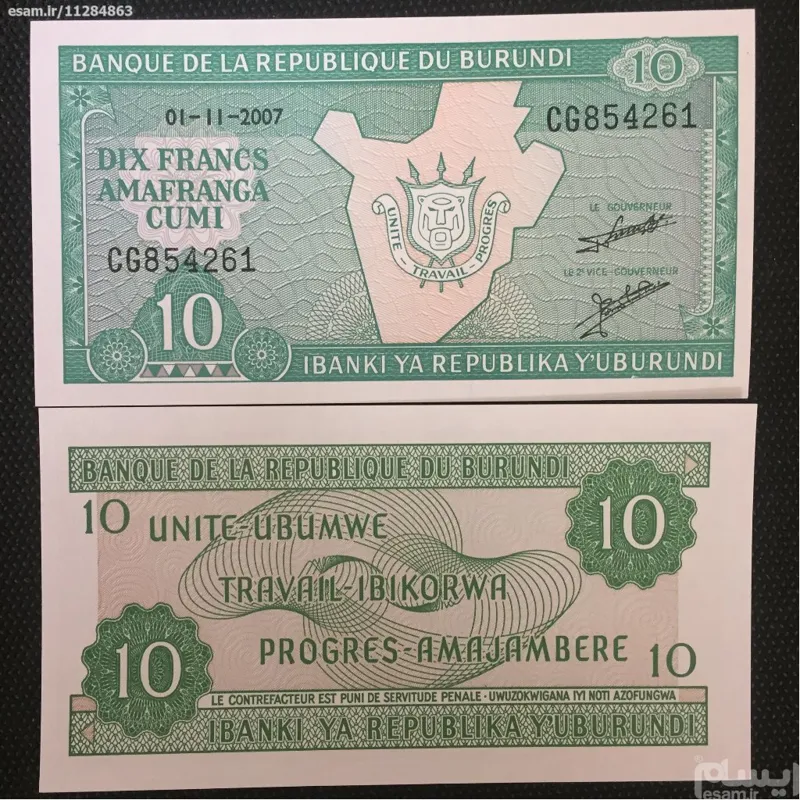 esam.ir/11284863
BANQUE DE LA REPUBLIQUE DU BURUNDI
10
01-11-2007
CG854261
DIX FRANCS
AMAFRANGA
CUMI
CG854261
UNITE - TRAVAIL - PROGRES
LE GOUVERNEUR
LE 2e VICE-GOUVERNEUR
10
IBANKI YA REPUBLIKA Y'UBURUNDI
BANQUE DE LA REPUBLIQUE DU BURUNDI
10
UNITE-UBUMWE
10
TRAVAIL-IBIKORWA
PROGRES-AMAJAMBERE
10
10
LE CONTREFACTEUR EST PUNI DE SERVITUDE PENALE - UWUZOKWIGANA IYI NOTI AZOFUNGWA
IBANKI YA REPUBLIKA Y'UBURUNDI
ایسام
esam.ir